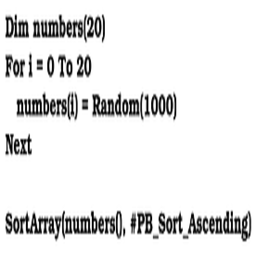 Dim numbers(20)
For i = 0 To 20
  numbers(i) = Random(1000)
Next

SortArray(numbers(), #PB_Sort_Ascending)